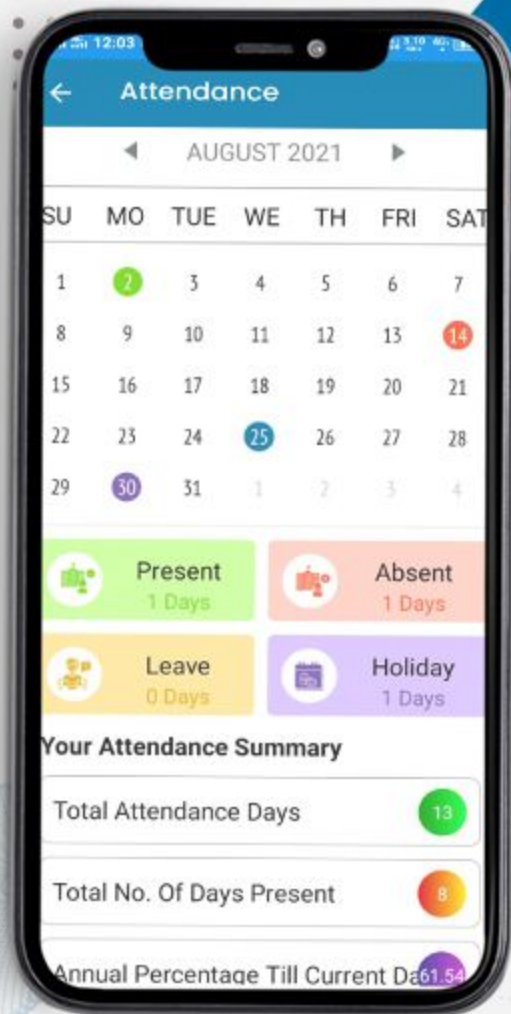 12:03
Attendance
AUGUST 2021
SU MO TUE WE TH FRI SAT
1 2 3 4 5 6 7
8 9 10 11 12 13 14
15 16 17 18 19 20 21
22 23 24 25 26 27 28
29 30 31 1 2 3 4
Present
1 Days
Absent
1 Days
Leave
0 Days
Holiday
1 Days
Your Attendance Summary
Total Attendance Days 13
Total No. Of Days Present 8
Annual Percentage Till Current Da 61.54